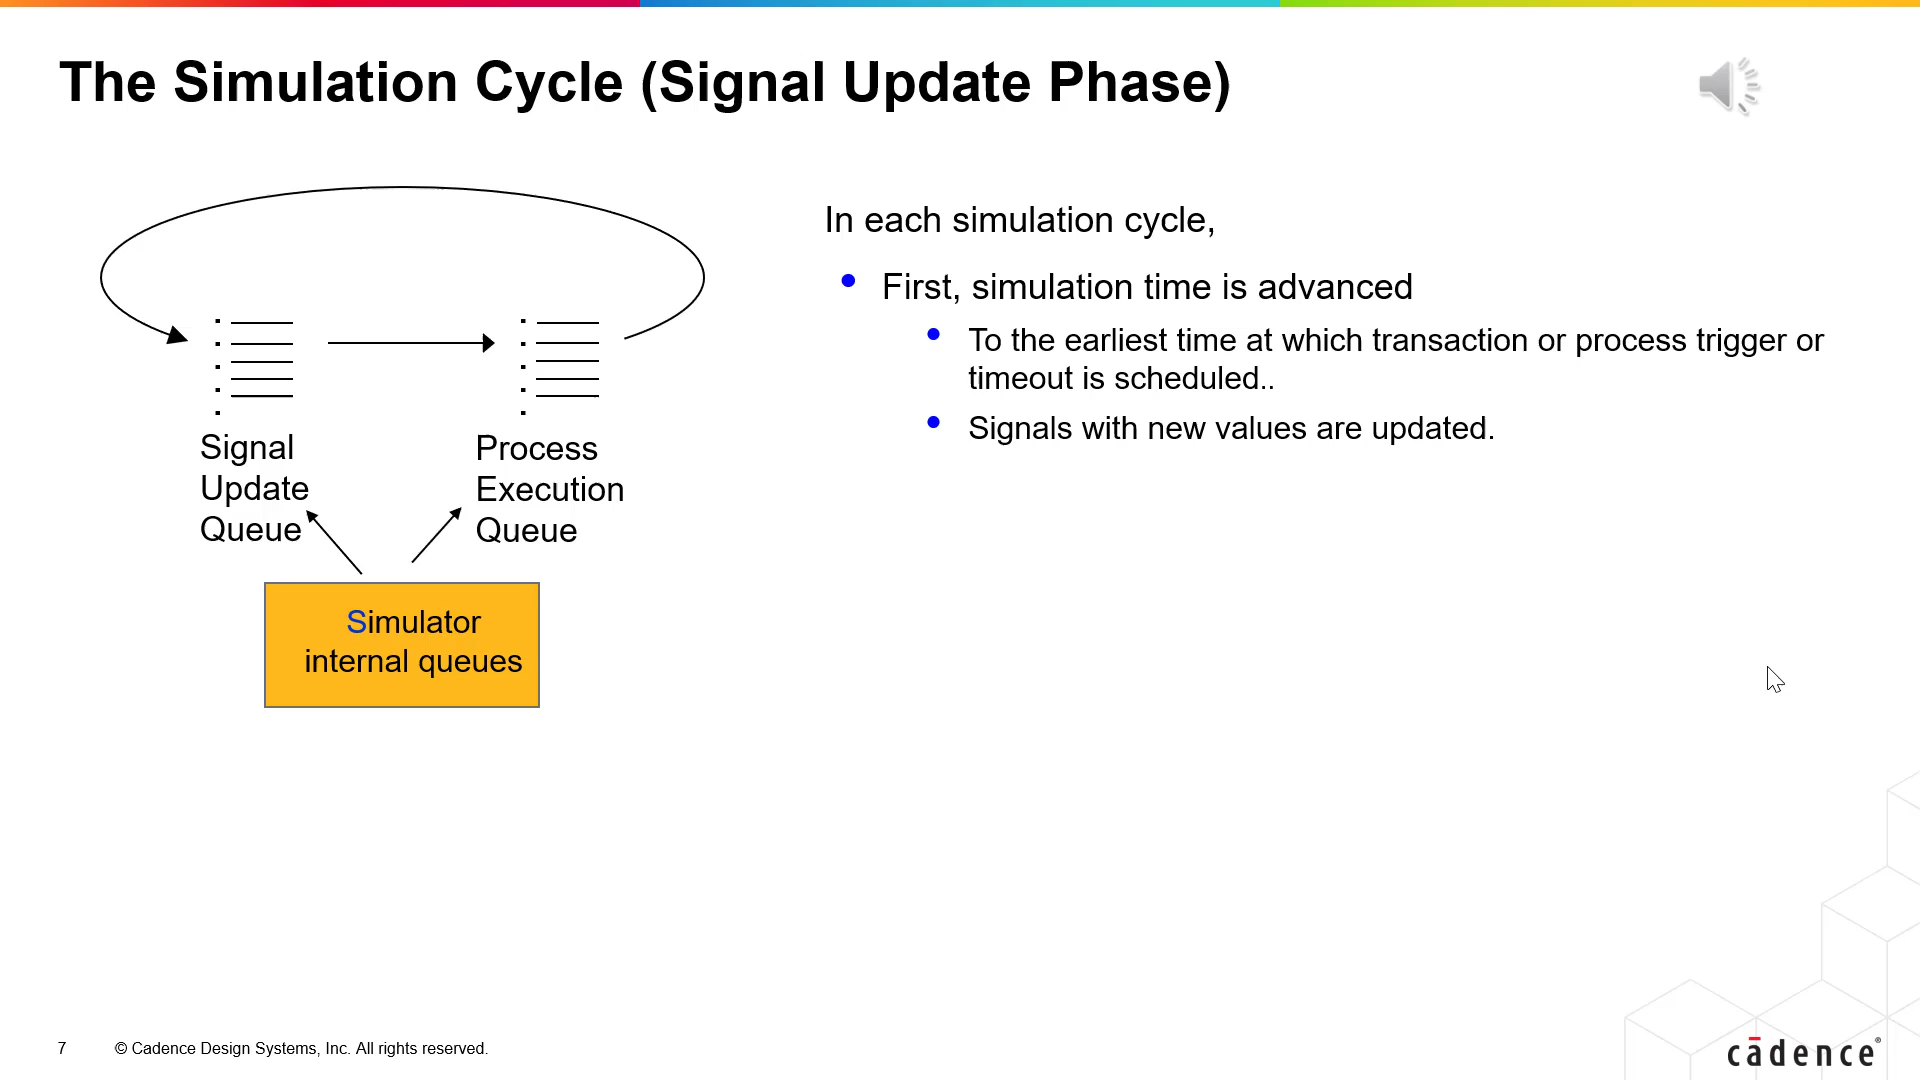 The Simulation Cycle (Signal Update Phase)
In each simulation cycle,
First, simulation time is advanced
To the earliest time at which transaction or process trigger or
timeout is scheduled..
Signals with new values are updated.
Signal
Update
Queue
Process
Execution
Queue
Simulator
internal queues
7
© Cadence Design Systems, Inc. All rights reserved.
cādence®